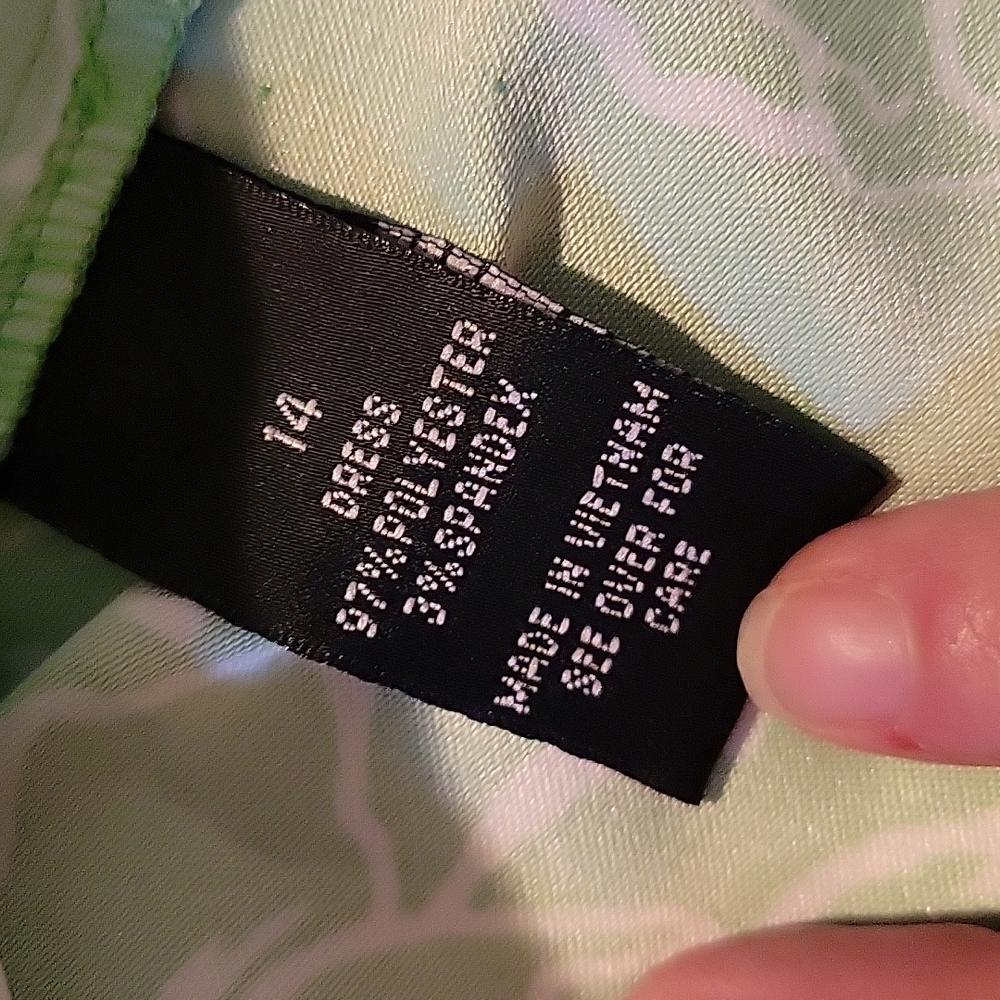 14
DRESS
97%POLYESTER
3%SPANDEX
MADE IN VIETNAM
SEE OVER FOR
CARE